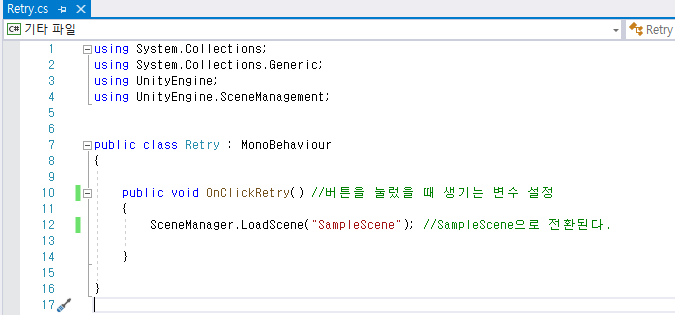 Retry.cs
C# 기타 파일
Retry
1 using System.Collections;
2 using System.Collections.Generic;
3 using UnityEngine;
4 using UnityEngine.SceneManagement;
5
6
7 public class Retry : MonoBehaviour
8 {
9
10 public void OnClickRetry() //버튼을 눌렀을 때 생기는 변수 설정
11 {
12 SceneManager.LoadScene("SampleScene"); //SampleScene으로 전환된다.
13
14 }
15
16 }
17